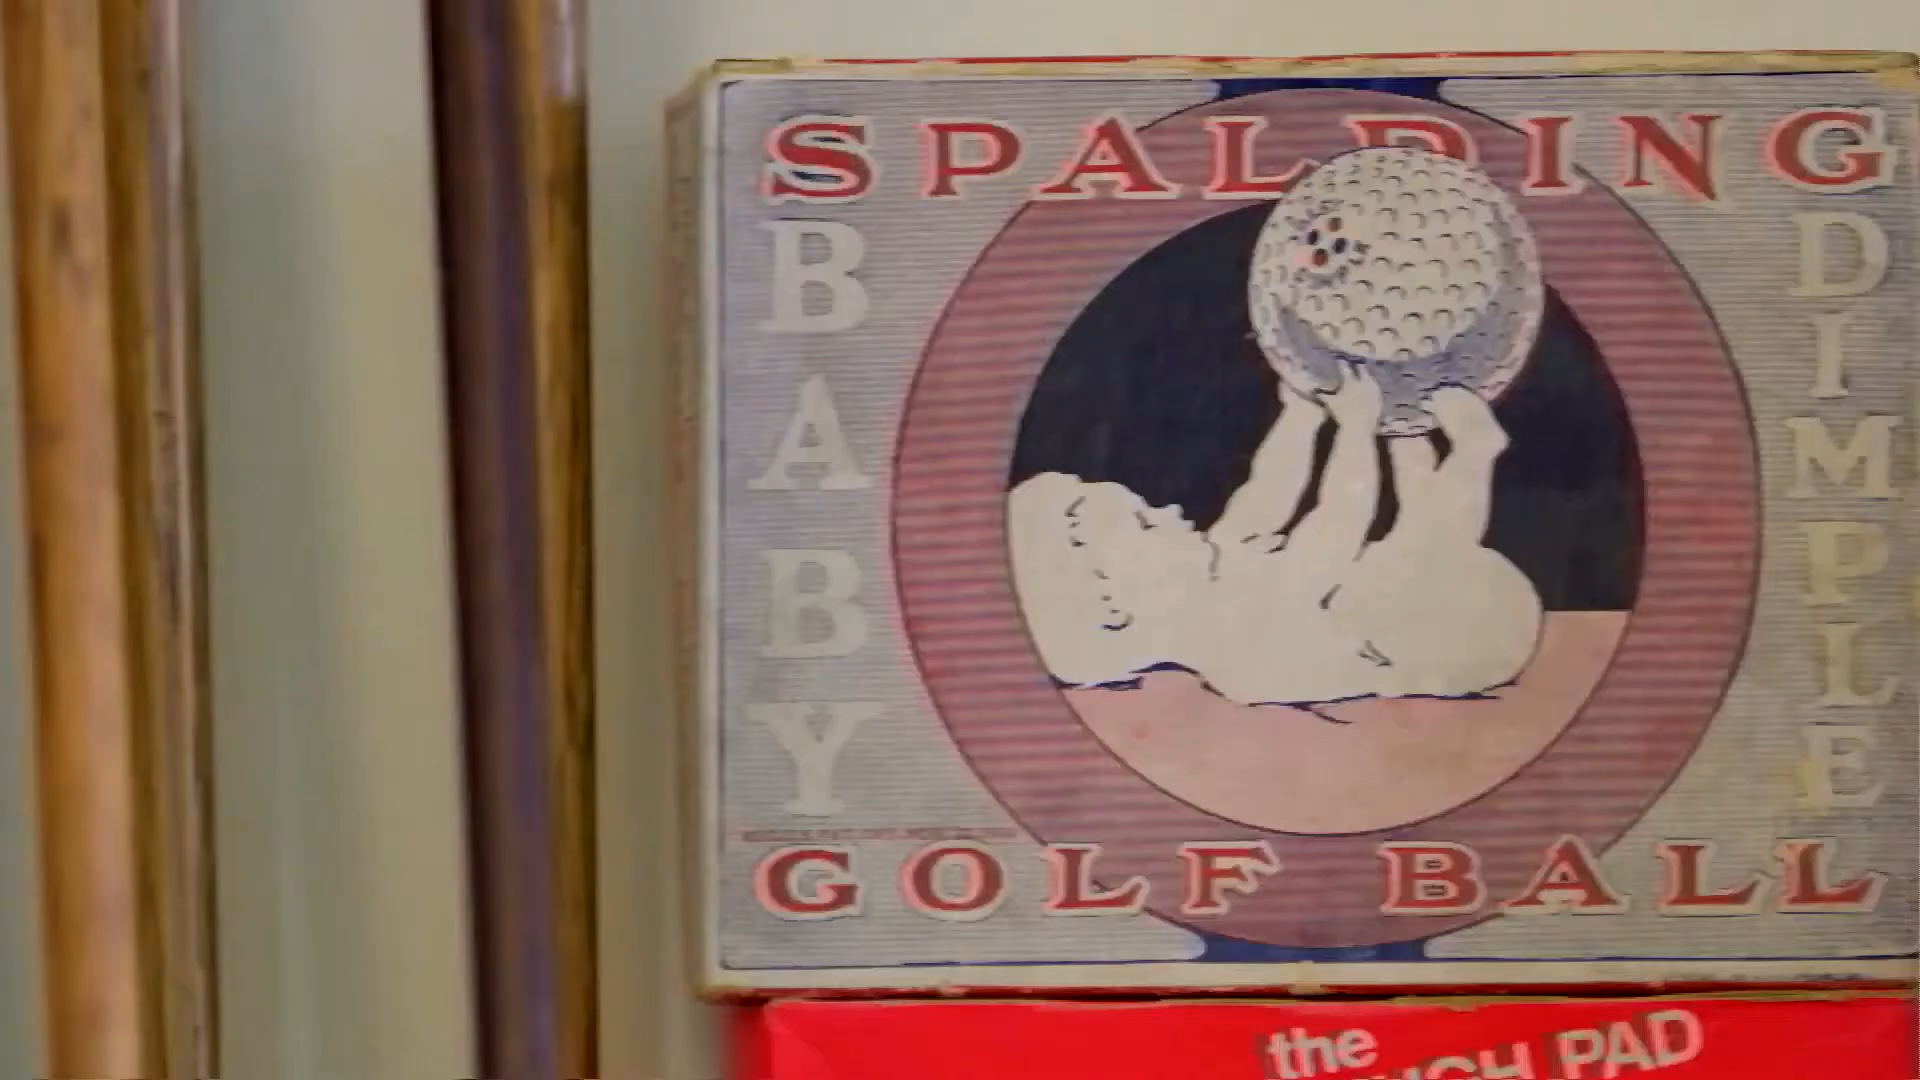 SPALDING
BABY
DIMPLE
GOLF BALL
the
PAD